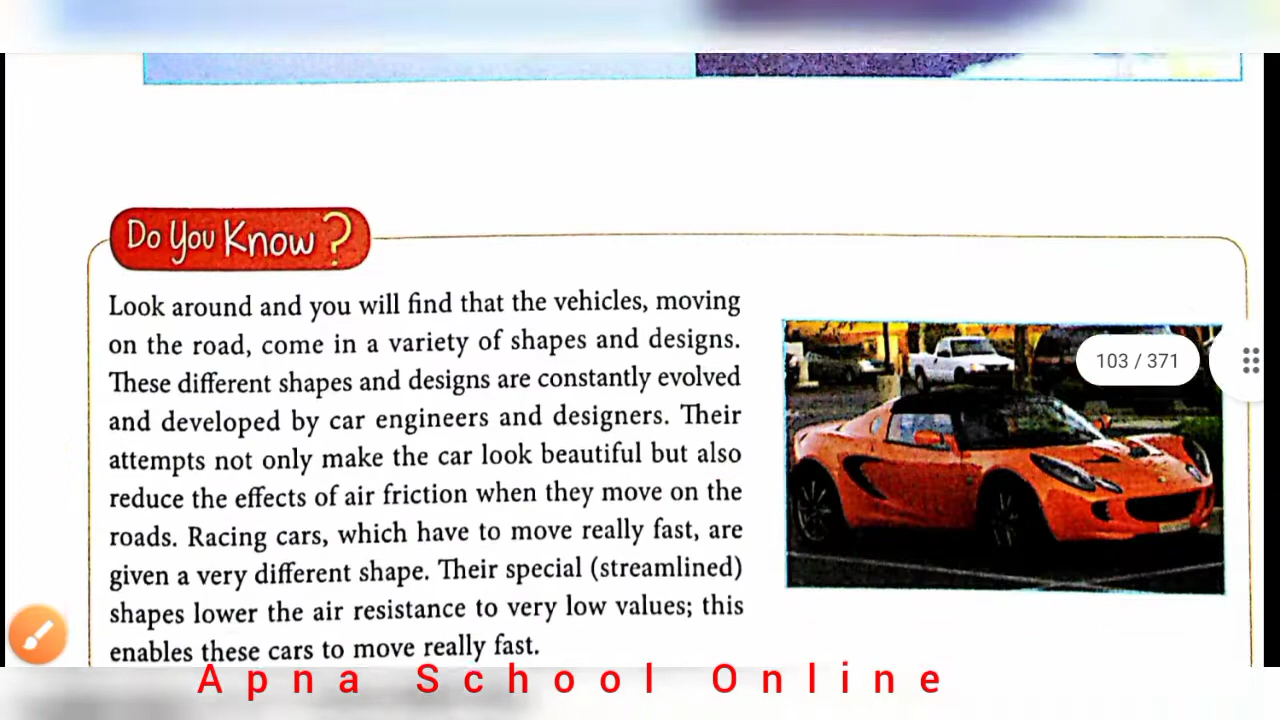 Do You Know?
Look around and you will find that the vehicles, moving
on the road, come in a variety of shapes and designs.
These different shapes and designs are constantly evolved
and developed by car engineers and designers. Their
attempts not only make the car look beautiful but also
reduce the effects of air friction when they move on the
roads. Racing cars, which have to move really fast, are
given a very different shape. Their special (streamlined)
shapes lower the air resistance to very low values; this
enables these cars to move really fast.
103 / 371
Apna School Online